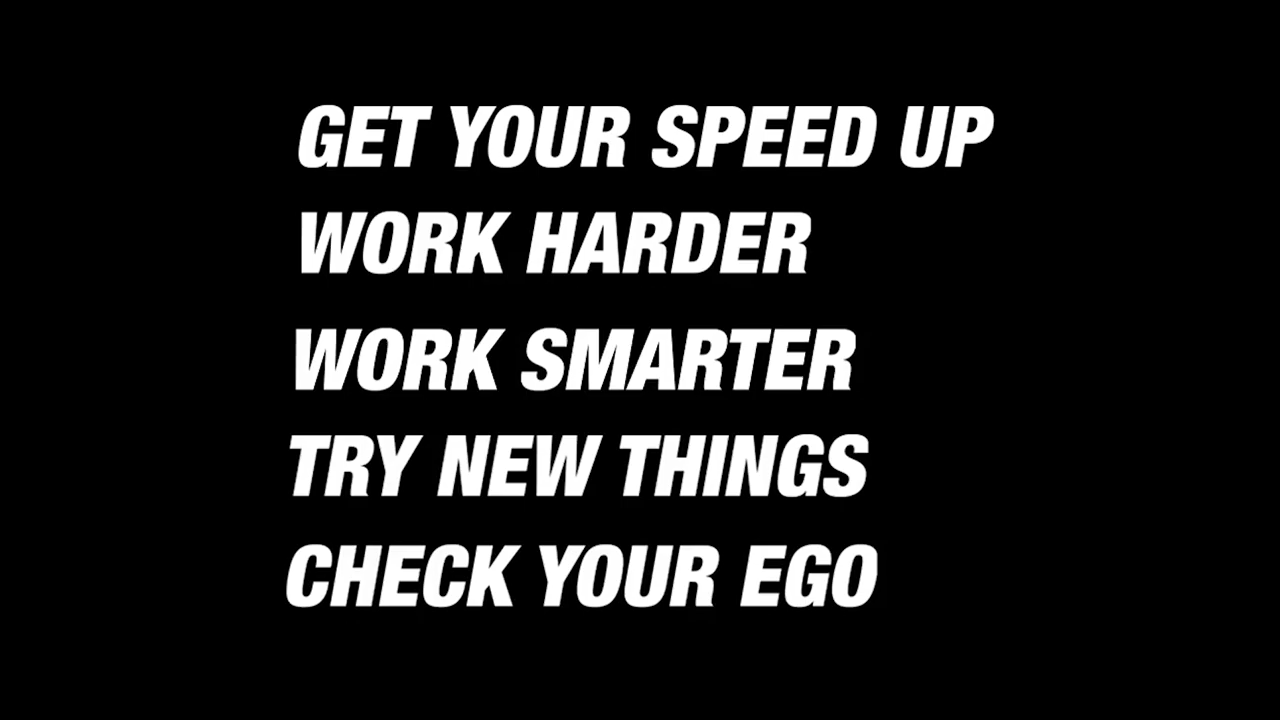 GET YOUR SPEED UP
WORK HARDER
WORK SMARTER
TRY NEW THINGS
CHECK YOUR EGO